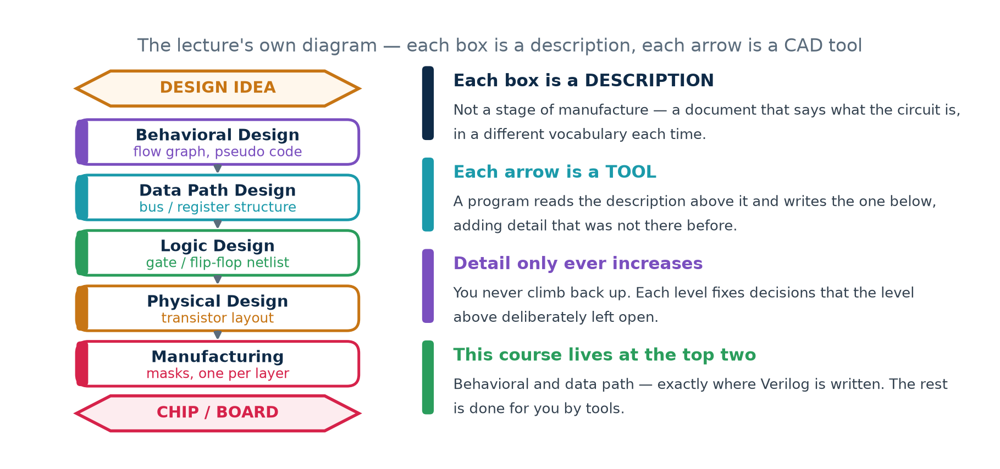 The lecture's own diagram — each box is a description, each arrow is a CAD tool
DESIGN IDEA
Behavioral Design
flow graph, pseudo code
Data Path Design
bus / register structure
Logic Design
gate / flip-flop netlist
Physical Design
transistor layout
Manufacturing
masks, one per layer
CHIP / BOARD
Each box is a DESCRIPTION
Not a stage of manufacture — a document that says what the circuit is,
in a different vocabulary each time.
Each arrow is a TOOL
A program reads the description above it and writes the one below,
adding detail that was not there before.
Detail only ever increases
You never climb back up. Each level fixes decisions that the level
above deliberately left open.
This course lives at the top two
Behavioral and data path — exactly where Verilog is written. The rest
is done for you by tools.